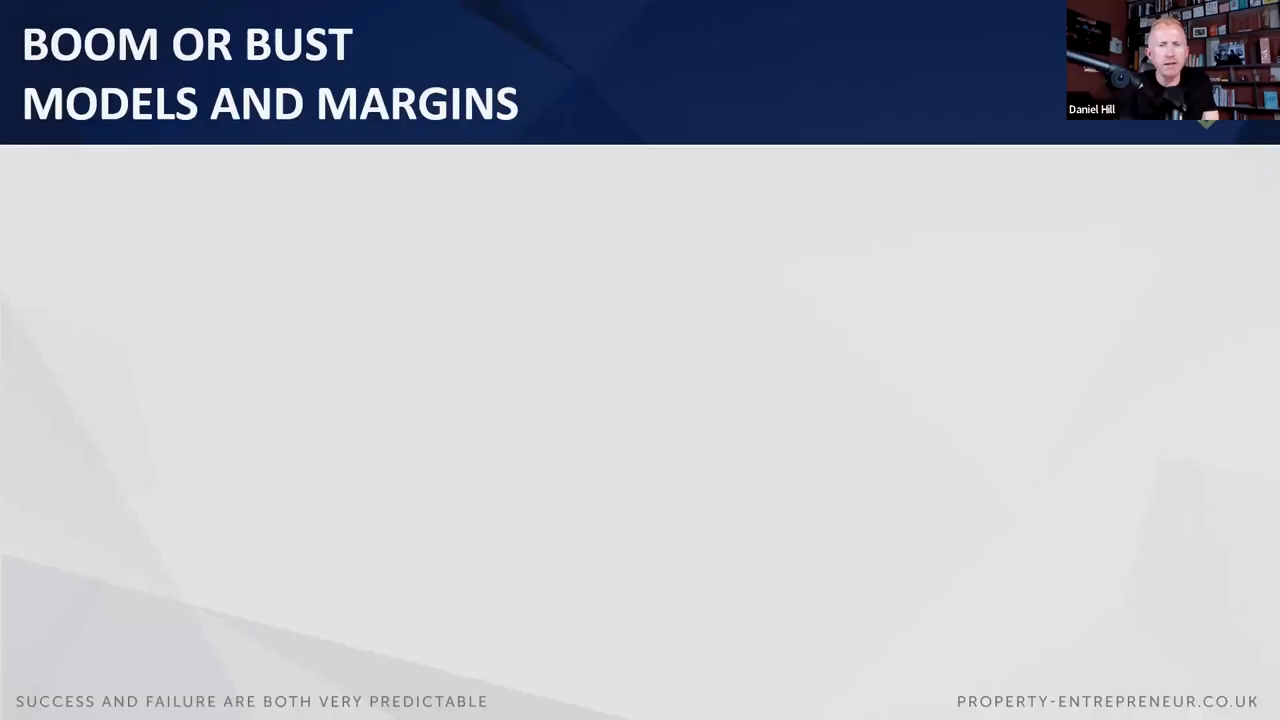 BOOM OR BUST
MODELS AND MARGINS
Daniel Hill
SUCCESS AND FAILURE ARE BOTH VERY PREDICTABLE
PROPERTY-ENTREPRENEUR.CO.UK